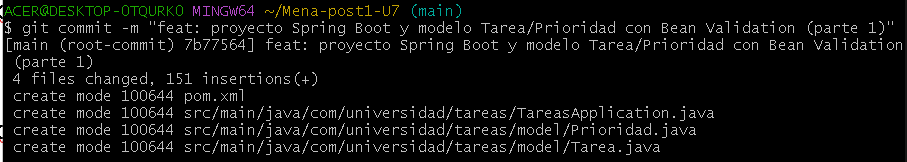 ACER@DESKTOP-OTQURKO MINGW64 ~/Mena-post1-U7 (main)
$ git commit -m "feat: proyecto Spring Boot y modelo Tarea/Prioridad con Bean Validation (parte 1)"
[main (root-commit) 7b77564] feat: proyecto Spring Boot y modelo Tarea/Prioridad con Bean Validation
(parte 1)
4 files changed, 151 insertions(+)
create mode 100644 pom.xml
create mode 100644 src/main/java/com/universidad/tareas/TareasApplication.java
create mode 100644 src/main/java/com/universidad/tareas/model/Prioridad.java
create mode 100644 src/main/java/com/universidad/tareas/model/Tarea.java